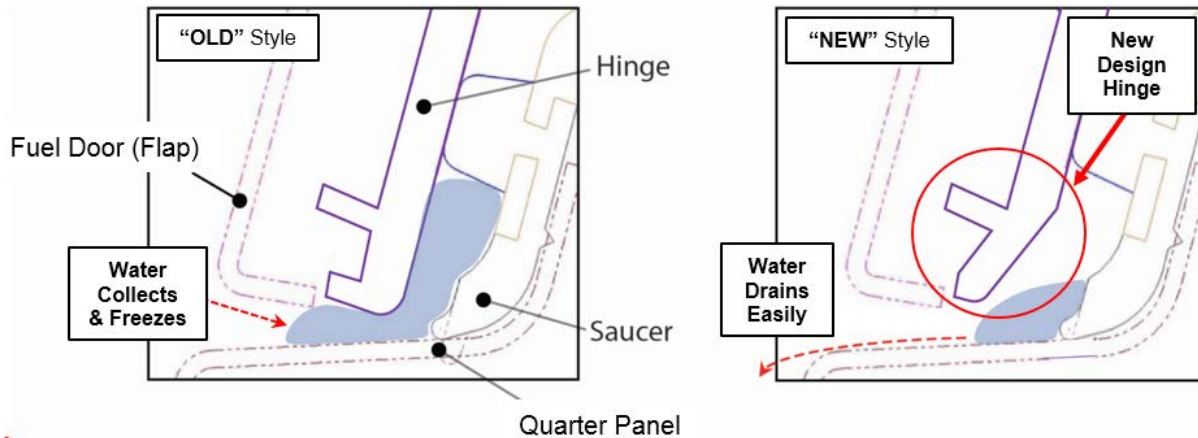 “OLD” Style
Hinge
Fuel Door (Flap)
Water
Collects
& Freezes
Saucer
Quarter Panel
“NEW” Style
New
Design
Hinge
Water
Drains
Easily